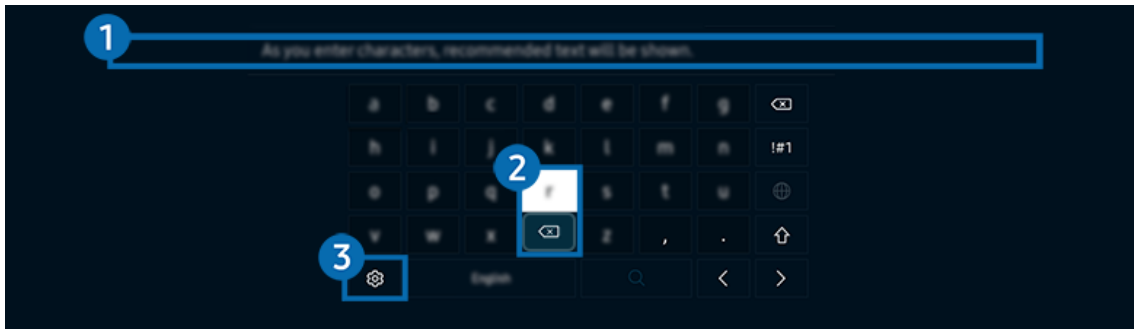 1
As you enter characters, recommended text will be shown.
a b c d e f g
h i j k l m n !#1
2
o p q r s t u
v w x z , .
3
English